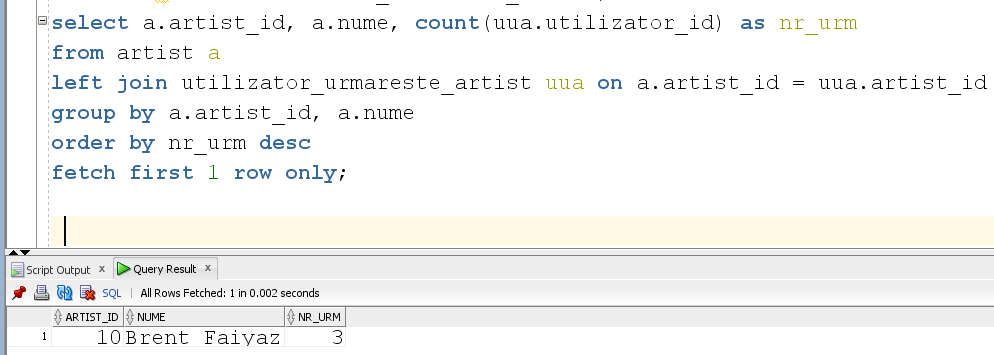 select a.artist_id, a.nume, count(uua.utilizator_id) as nr_urm
from artist a
left join utilizator_urmareste_artist uua on a.artist_id = uua.artist_id
group by a.artist_id, a.nume
order by nr_urm desc
fetch first 1 row only;
Script Output x Query Result x
SQL | All Rows Fetched: 1 in 0.002 seconds
ARTIST_ID NUME NR_URM
1 10 Brent Faiyaz 3